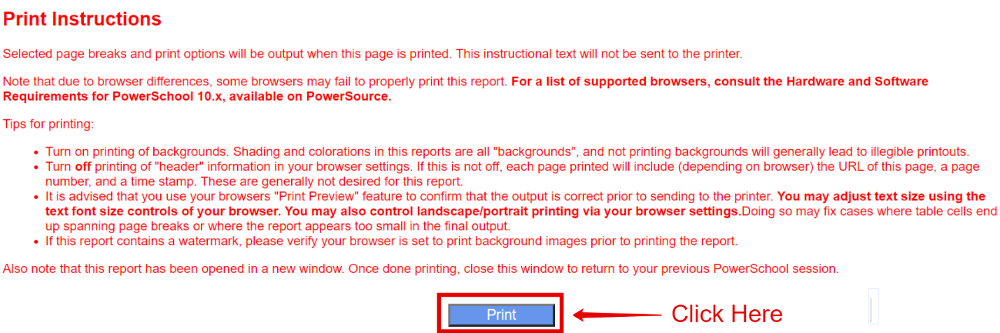 Print Instructions
Selected page breaks and print options will be output when this page is printed. This instructional text will not be sent to the printer.
Note that due to browser differences, some browsers may fail to properly print this report. For a list of supported browsers, consult the Hardware and Software
Requirements for PowerSchool 10.x, available on PowerSource.
Tips for printing:
• Turn on printing of backgrounds. Shading and colorations in this reports are all "backgrounds", and not printing backgrounds will generally lead to illegible printouts.
• Turn off printing of "header" information in your browser settings. If this is not off, each page printed will include (depending on browser) the URL of this page, a page
number, and a time stamp. These are generally not desired for this report.
• It is advised that you use your browsers "Print Preview" feature to confirm that the output is correct prior to sending to the printer. You may adjust text size using the
text font size controls of your browser. You may also control landscape/portrait printing via your browser settings.Doing so may fix cases where table cells end
up spanning page breaks or where the report appears too small in the final output.
• If this report contains a watermark, please verify your browser is set to print background images prior to printing the report.
Also note that this report has been opened in a new window. Once done printing, close this window to return to your previous PowerSchool session.
Print
Click Here